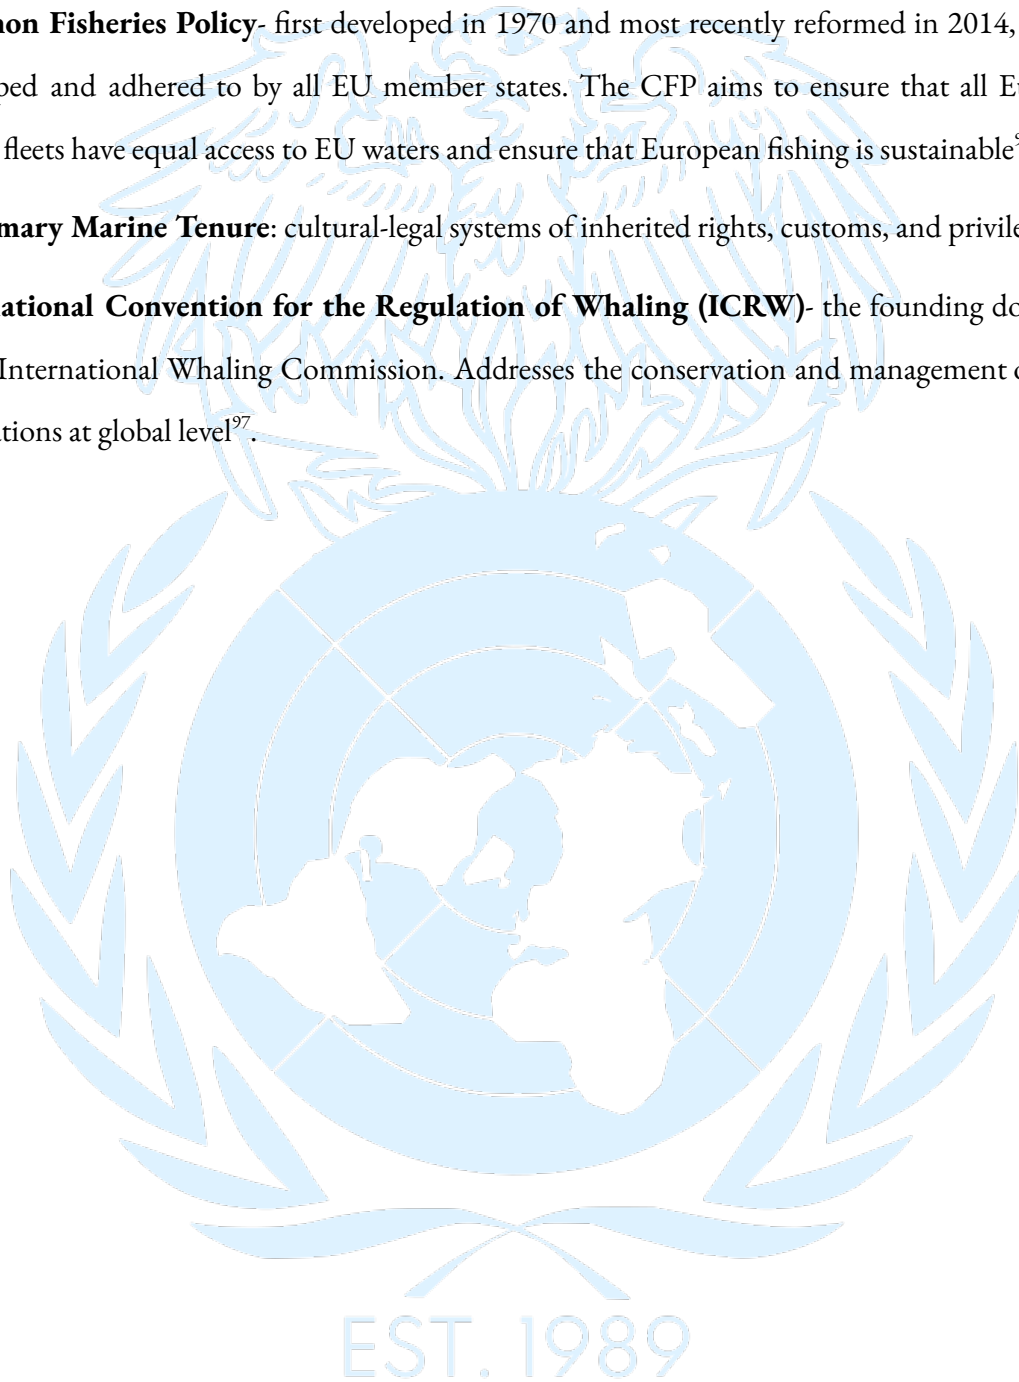 non Fisheries Policy- first developed in 1970 and most recently reformed in 2014,
ped and adhered to by all EU member states. The CFP aims to ensure that all Eu
fleets have equal access to EU waters and ensure that European fishing is sustainable
mary Marine Tenure: cultural-legal systems of inherited rights, customs, and privile
national Convention for the Regulation of Whaling (ICRW)- the founding do
International Whaling Commission. Addresses the conservation and management o
ations at global level97.
EST. 1989